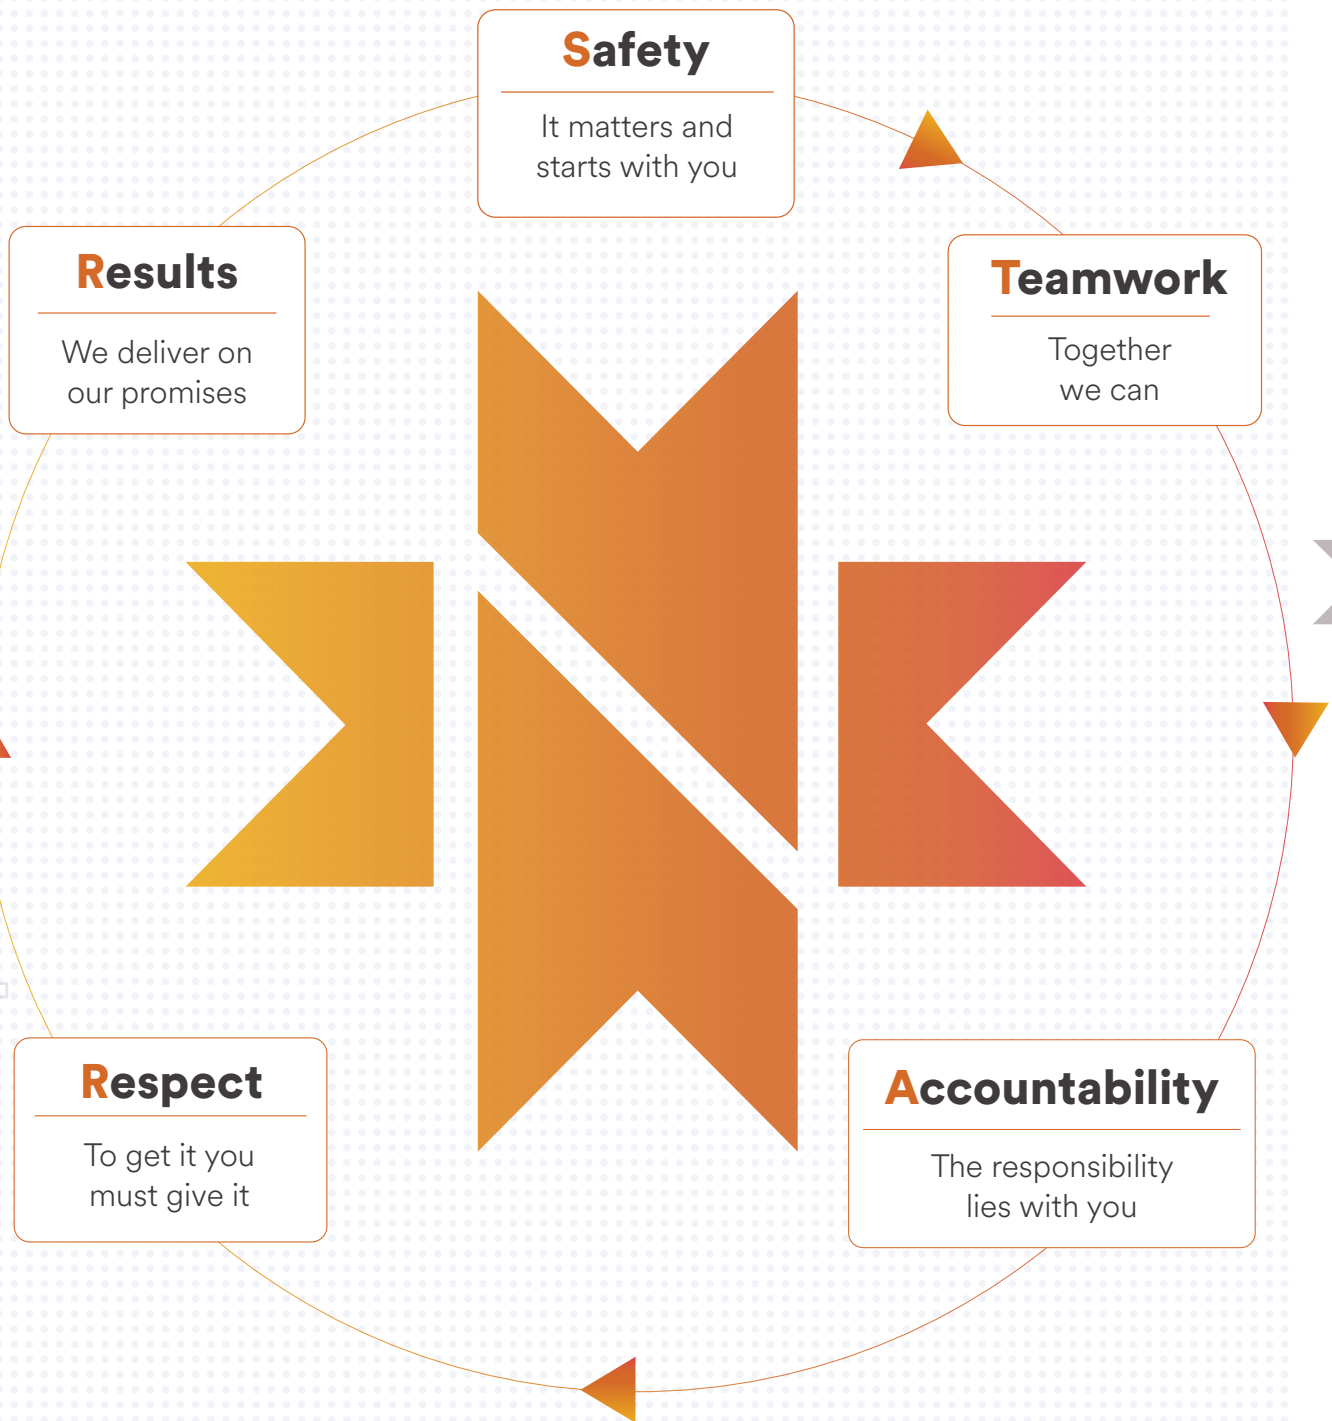 Safety
It matters and
starts with you
Teamwork
Together
we can
Accountability
The responsibility
lies with you
Respect
To get it you
must give it
Results
We deliver on
our promises